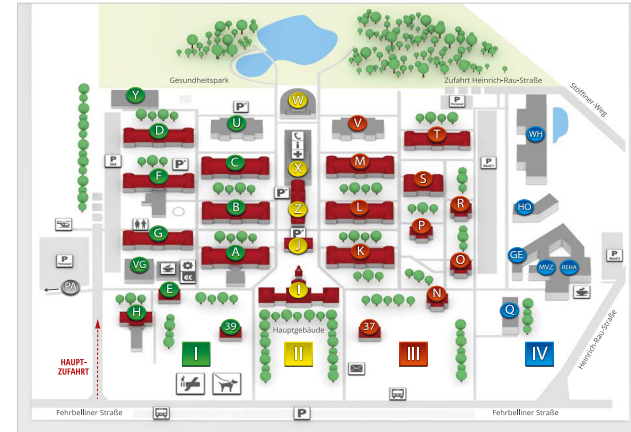 Gesundheitspark
Zufahrt Heinrich-Rau-Straße
Stöffiner-Weg
Y
W
P
P
D
U
V
T
WH
i
P
P
P
C
X
M
F
S
P
B
Z
L
R
HO
P
G
P
A
J
K
O
GE
MVZ
REHA
P
VG
ec
PA
E
I
N
H
39
Hauptgebäude
37
Q
HAUPT-
ZUFAHRT
I
II
III
IV
Heinrich-Rau-Straße
Fehrbelliner Straße
P
Fehrbelliner Straße